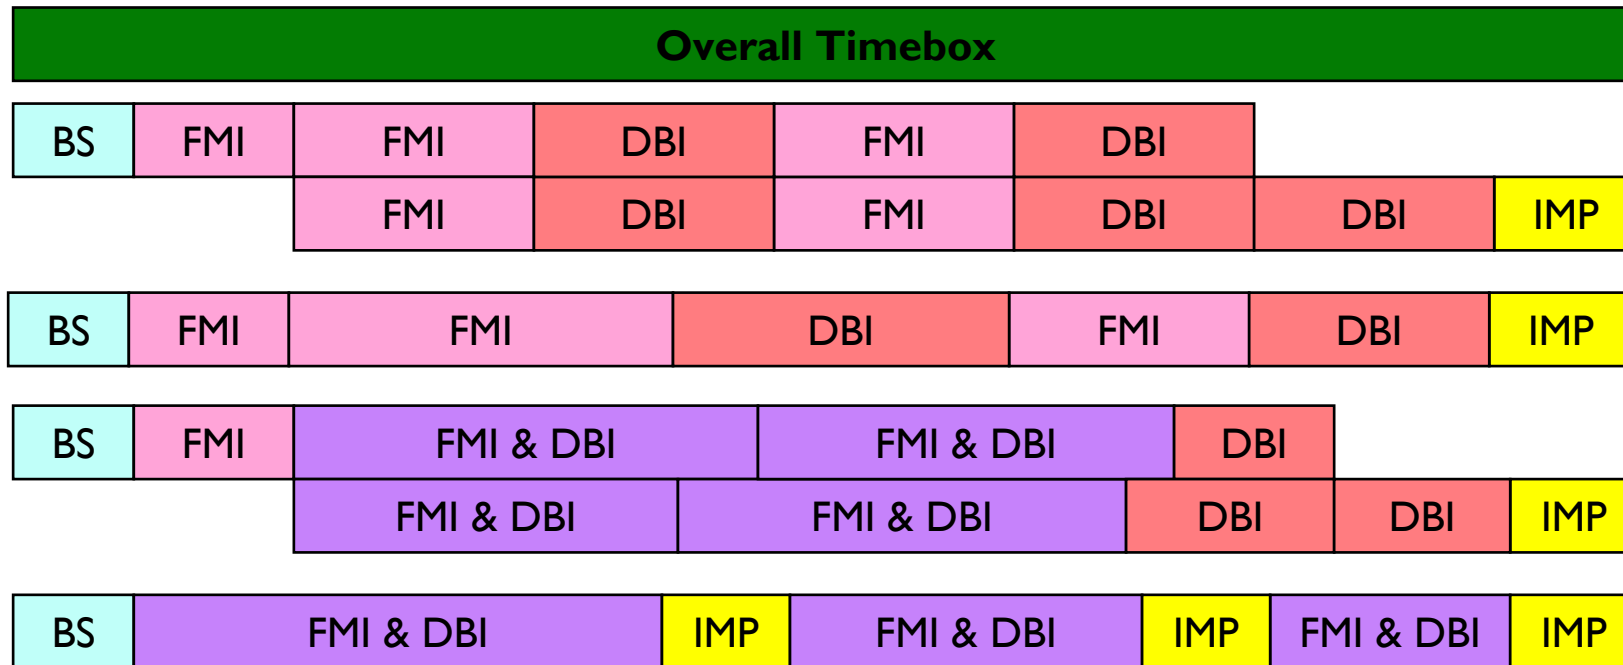 Overall Timebox
BS FMI FMI DBI FMI DBI
FMI DBI FMI DBI DBI IMP
BS FMI FMI DBI FMI DBI IMP
BS FMI FMI & DBI FMI & DBI DBI
FMI & DBI FMI & DBI DBI DBI IMP
BS FMI & DBI IMP FMI & DBI IMP FMI & DBI IMP